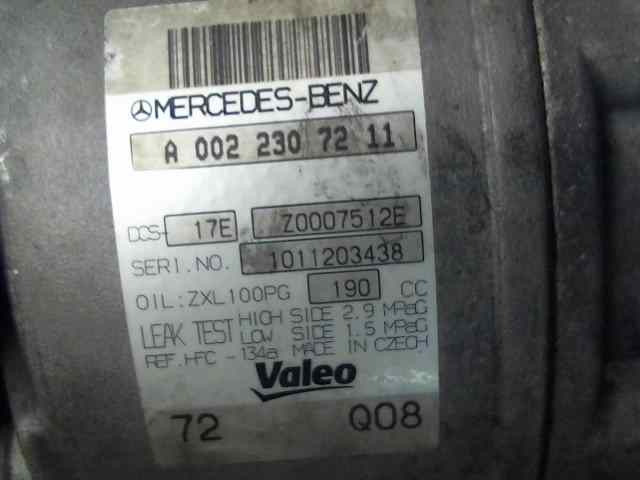 MERCEDES-BENZ
A 002 230 72 11
DCS- 17E Z0007512E
SERI.NO. 1011203438
OIL:ZXL100PG 190 CC
LEAK TEST HIGH SIDE 2.9 MPaG
LOW SIDE 1.5 MPaG
REF.HFC -134a MADE IN CZECH
Valeo
72 Q08